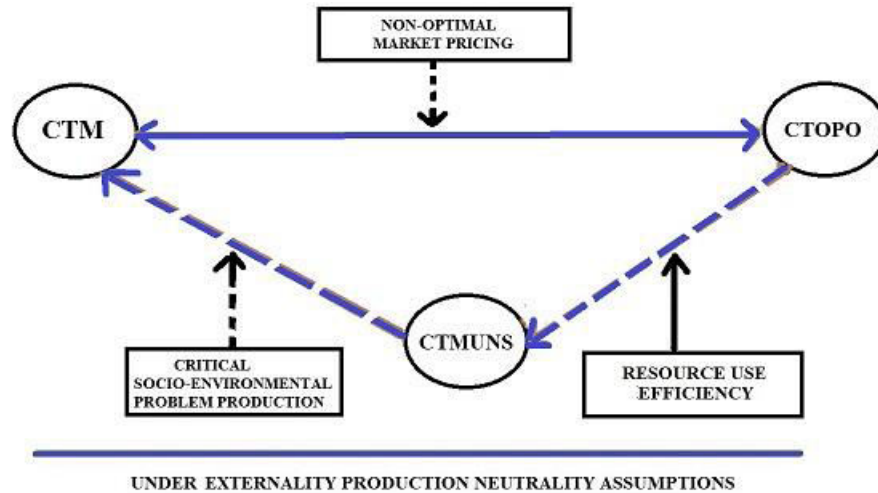 NON-OPTIMAL
MARKET PRICING
CTM
CTOPO
CTMUNS
CRITICAL
SOCIO-ENVIRONMENTAL
PROBLEM PRODUCTION
RESOURCE USE
EFFICIENCY
UNDER EXTERNALITY PRODUCTION NEUTRALITY ASSUMPTIONS